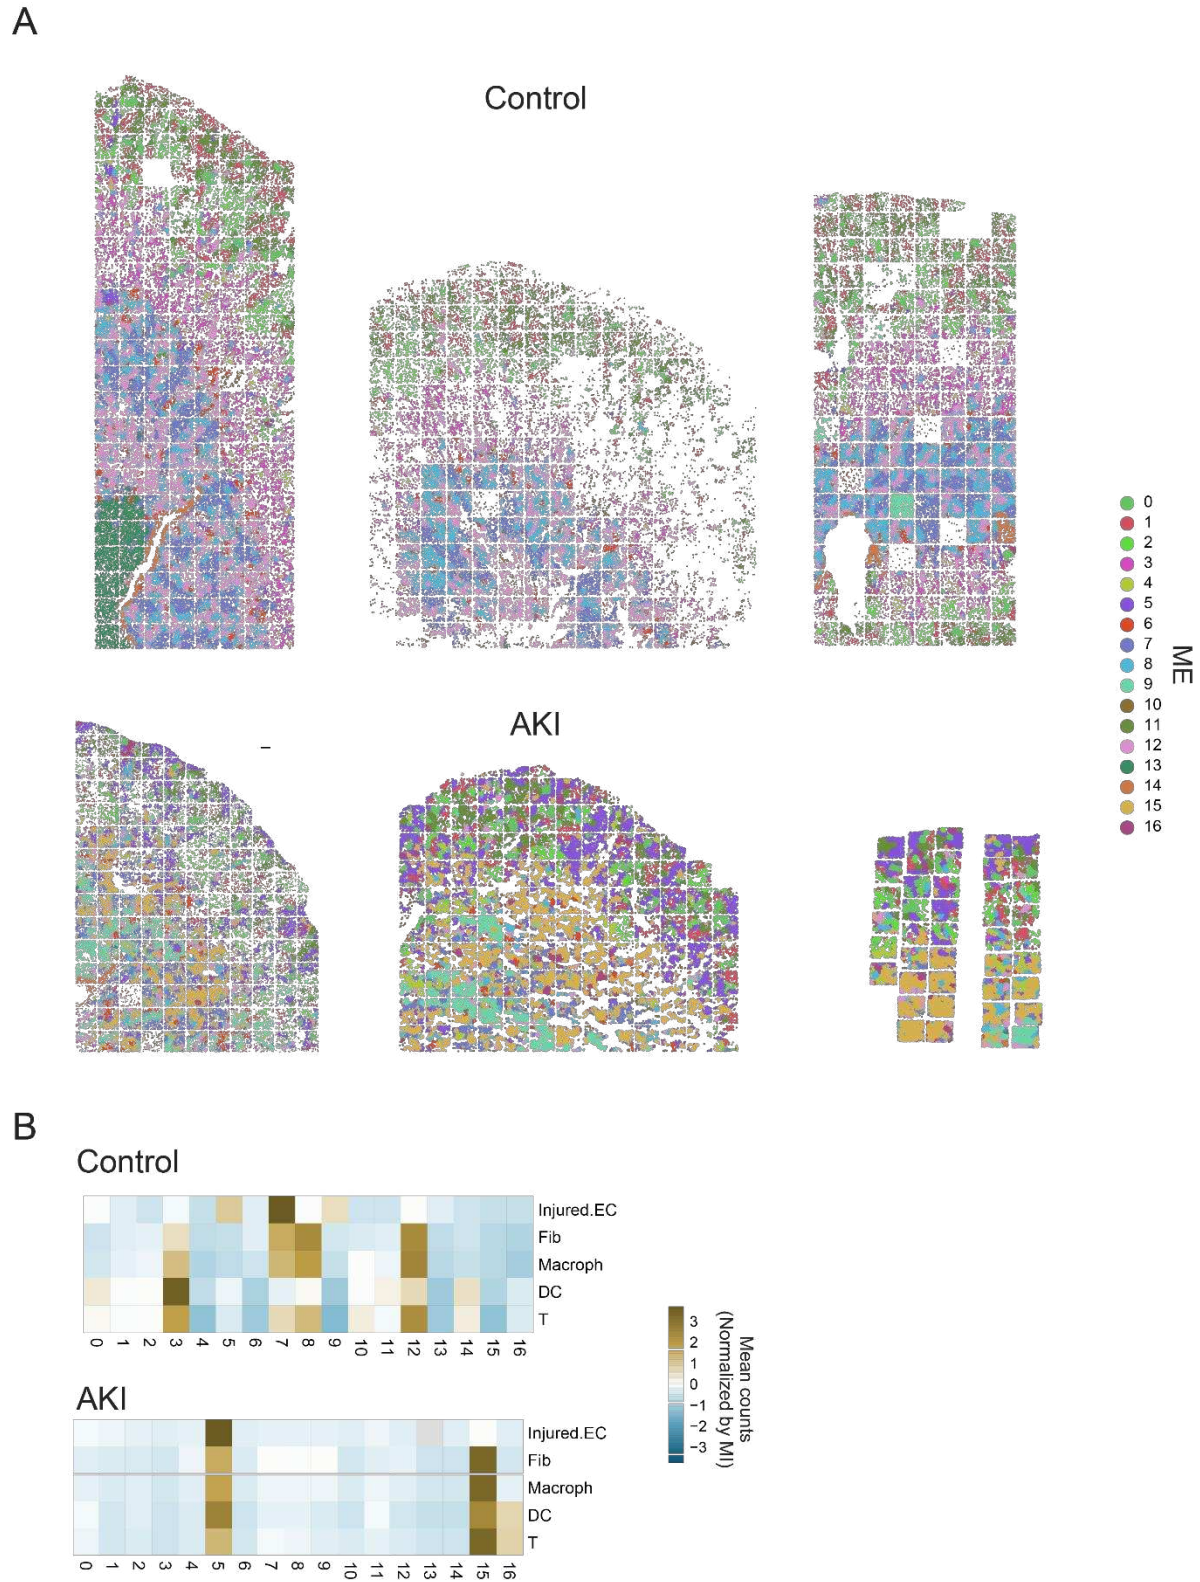 A
Control
AKI
0
1
2
3
4
5
6
7
8
9
10
11
12
13
14
15
16
ME
B
Control
Injured.EC
Fib
Macroph
DC
T
0 1 2 3 4 5 6 7 8 9 10 11 12 13 14 15 16
AKI
Injured.EC
Fib
Macroph
DC
T
0 1 2 3 4 5 6 7 8 9 10 11 12 13 14 15 16
3
2
1
0
−1
−2
−3
Mean counts
(Normalized by MI)